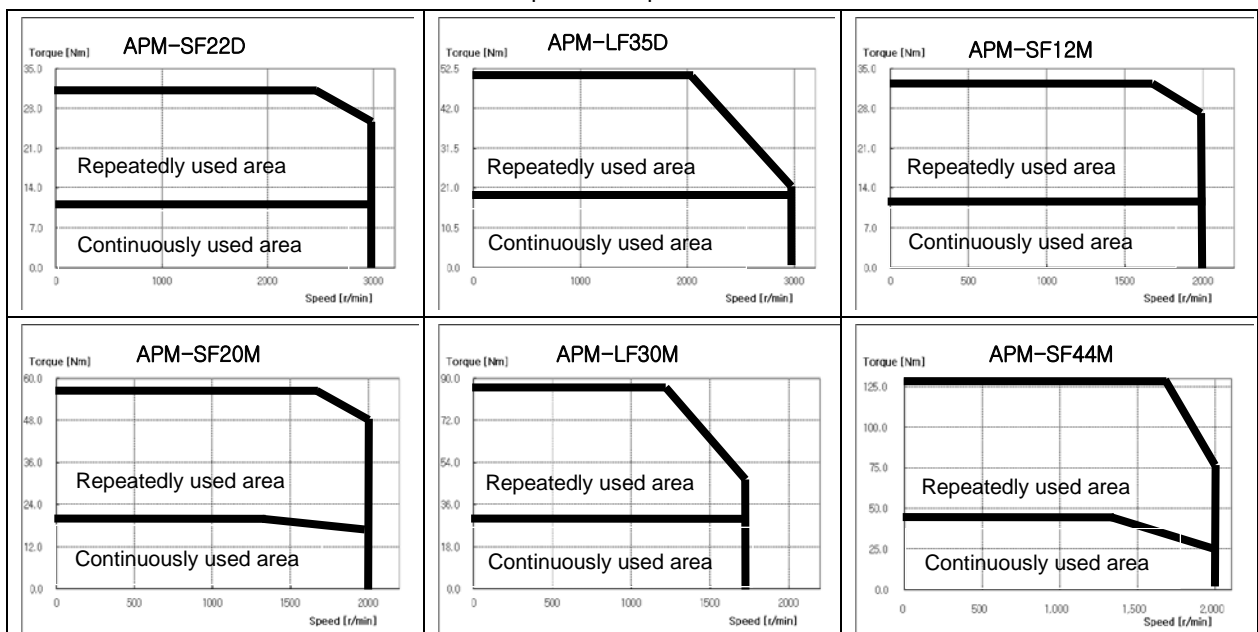 APM-SF22D
Torque [Nm]
35.0
28.0
21.0
Repeatedly used area
14.0
7.0
Continuously used area
0.0
0 1000 2000 3000
Speed [r/min]
APM-LF35D
Torque [Nm]
52.5
42.0
31.5
Repeatedly used area
21.0
10.5
Continuously used area
0.0
0 1000 2000 3000
Speed [r/min]
APM-SF12M
Torque [Nm]
35.0
28.0
21.0
Repeatedly used area
14.0
7.0
Continuously used area
0.0
0 500 1000 1500 2000
Speed [r/min]
APM-SF20M
Torque [Nm]
60.0
48.0
36.0
Repeatedly used area
24.0
12.0
Continuously used area
0.0
0 500 1000 1500 2000
Speed [r/min]
APM-LF30M
Torque [Nm]
90.0
72.0
54.0
Repeatedly used area
36.0
18.0
Continuously used area
0.0
0 500 1000 1500 2000
Speed [r/min]
APM-SF44M
Torque [Nm]
125.0
100.0
75.0
Repeatedly used area
50.0
25.0
Continuously used area
0.0
0 500 1.000 1.500 2.000
Speed [r/min]